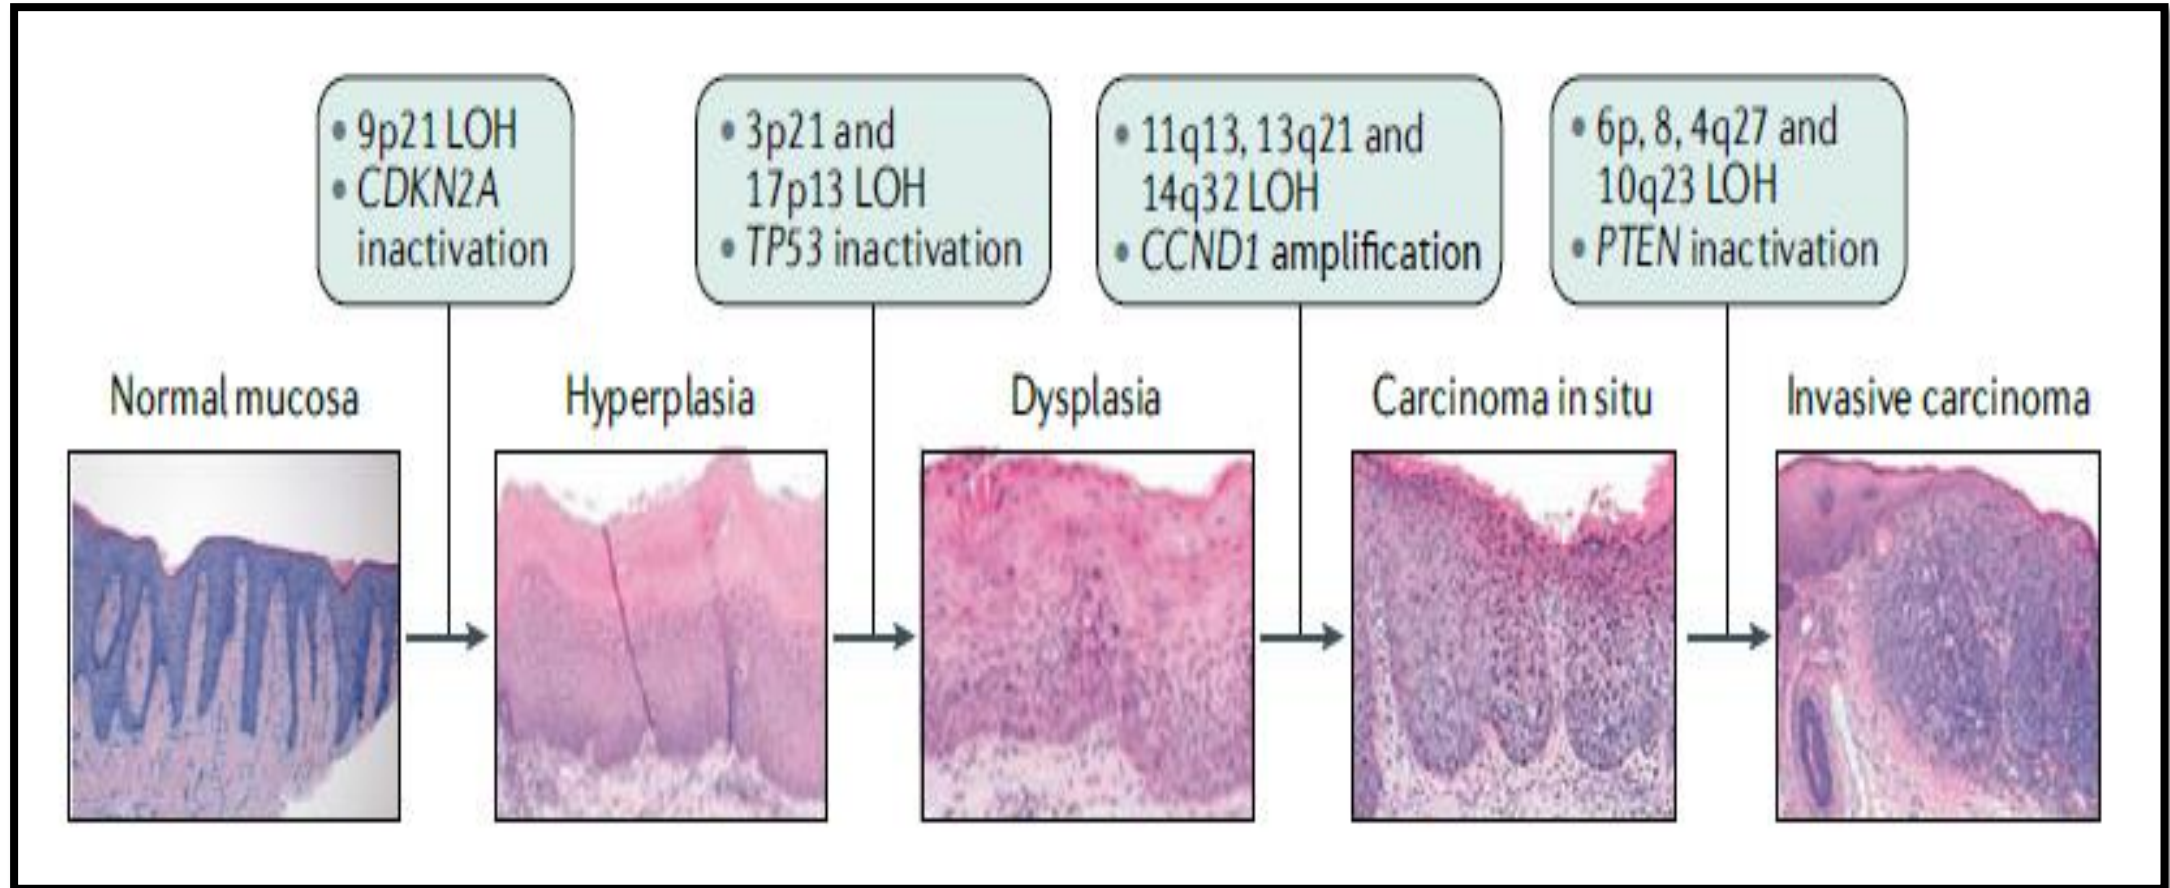 • 9p21 LOH
• CDKN2A
inactivation
• 3p21 and
17p13 LOH
• TP53 inactivation
• 11q13, 13q21 and
14q32 LOH
• CCND1 amplification
• 6p, 8, 4q27 and
10q23 LOH
• PTEN inactivation
Normal mucosa
Hyperplasia
Dysplasia
Carcinoma in situ
Invasive carcinoma